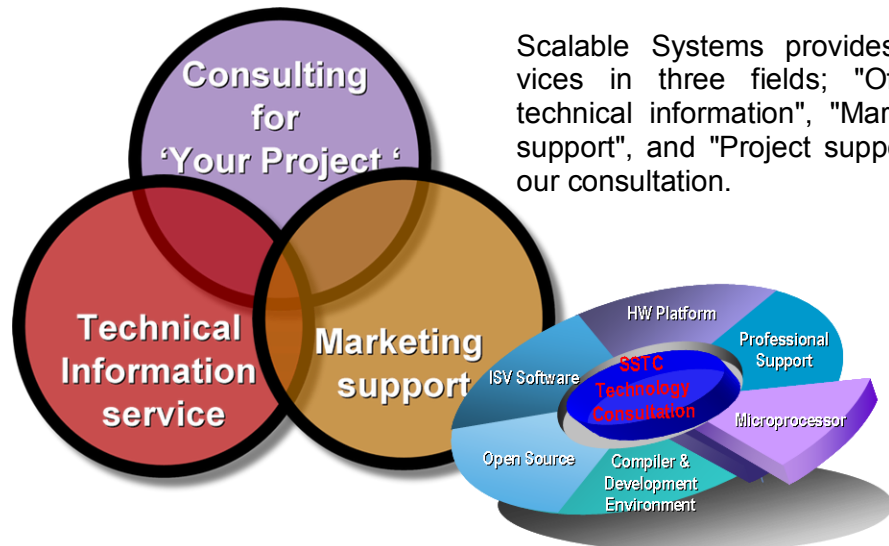 Consulting
for
‘Your Project ‘
Technical
Information
service
Marketing
support
Scalable Systems provides
vices in three fields; "Of
technical information", "Mar
support", and "Project suppo
our consultation.
HW Platform
Professional
Support
Microprocessor
Compiler &
Development
Environment
Open Source
ISV Software
SSTC
Technology
Consultation